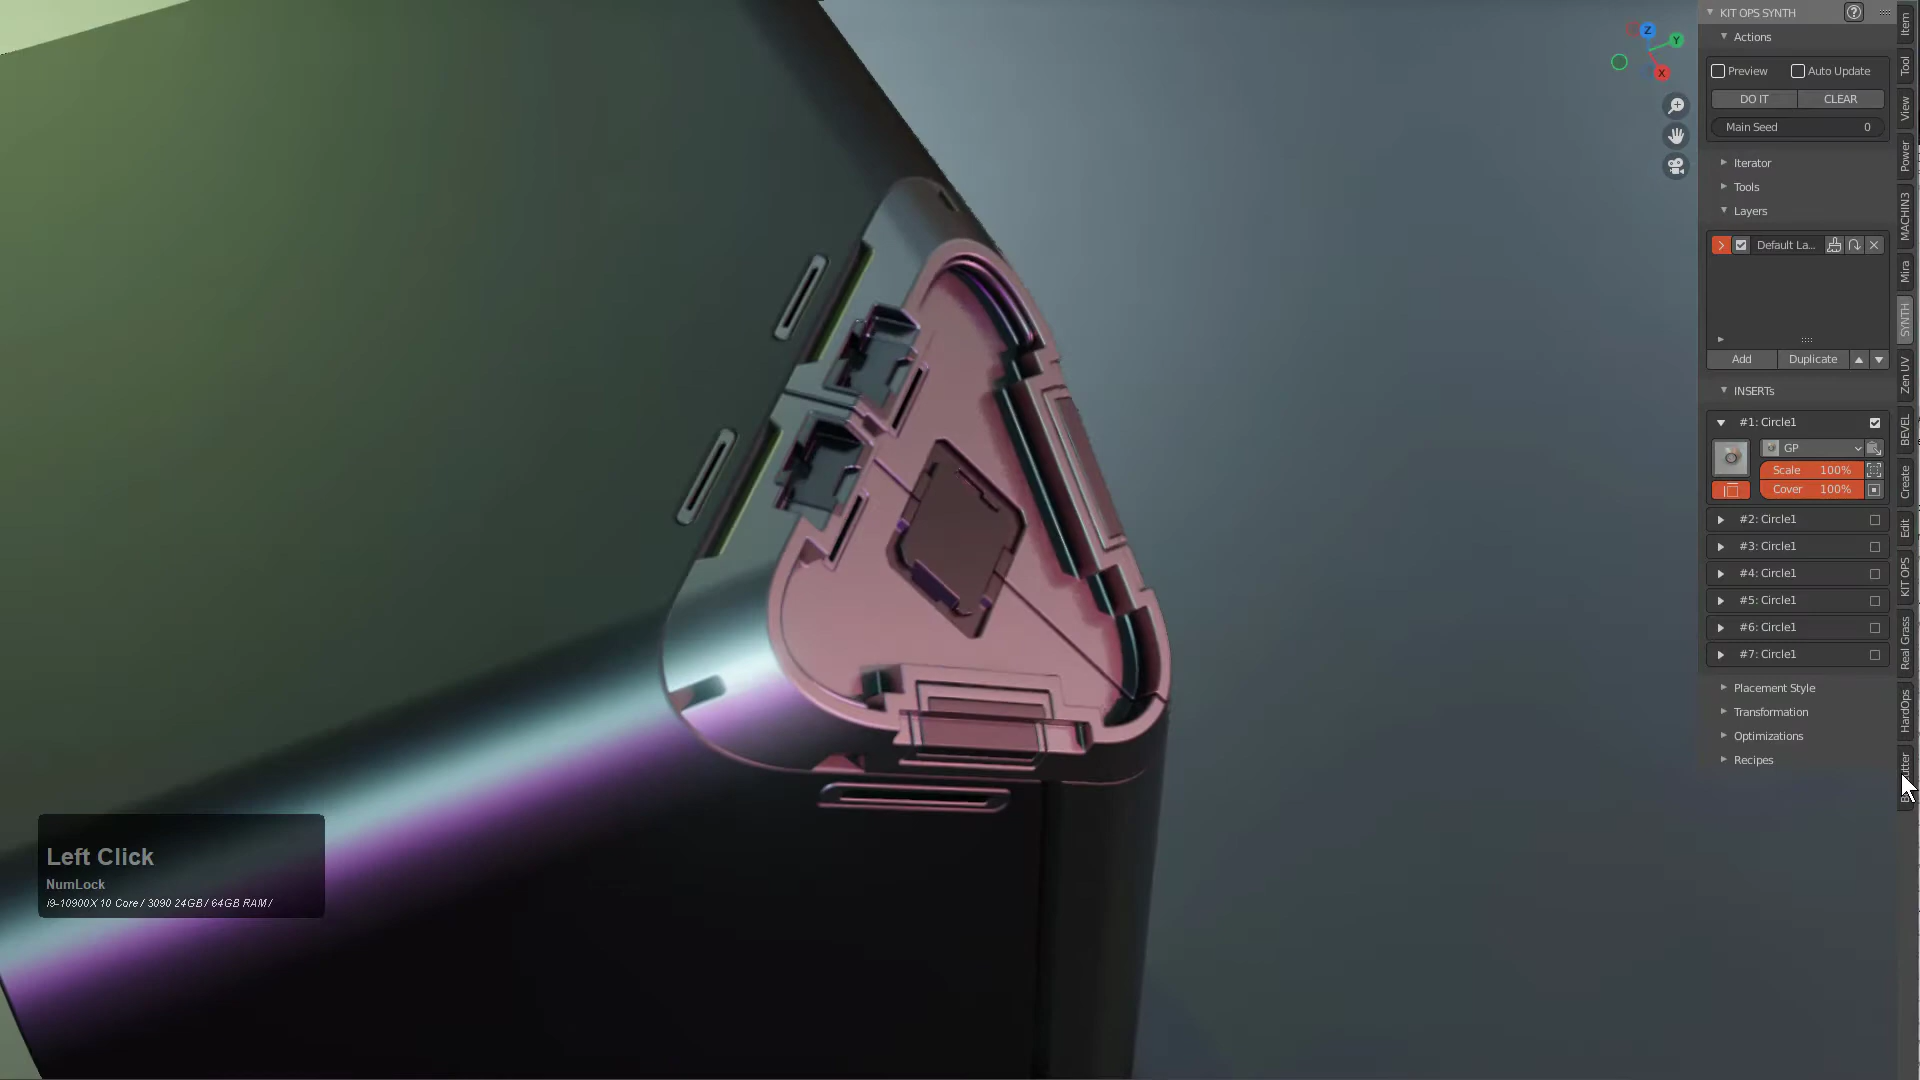 KIT OPS SYNTH
Actions
Preview
Auto Update
DO IT
CLEAR
Main Seed 0
Iterator
Tools
Layers
Default La...
Add
Duplicate
INSERTs
#1: Circle1
GP
Scale 100%
Cover 100%
#2: Circle1
#3: Circle1
#4: Circle1
#5: Circle1
#6: Circle1
#7: Circle1
Placement Style
Transformation
Optimizations
Recipes
Item
Tool
View
Power
MACHIN3
Mira
SYNTH
Zen UV
BEVEL
Create
Edit
KIT OPS
Real Grass
HardOps
Z
Y
X
Left Click
NumLock
i9-10900X 10 Core / 3090 24GB / 64GB RAM /